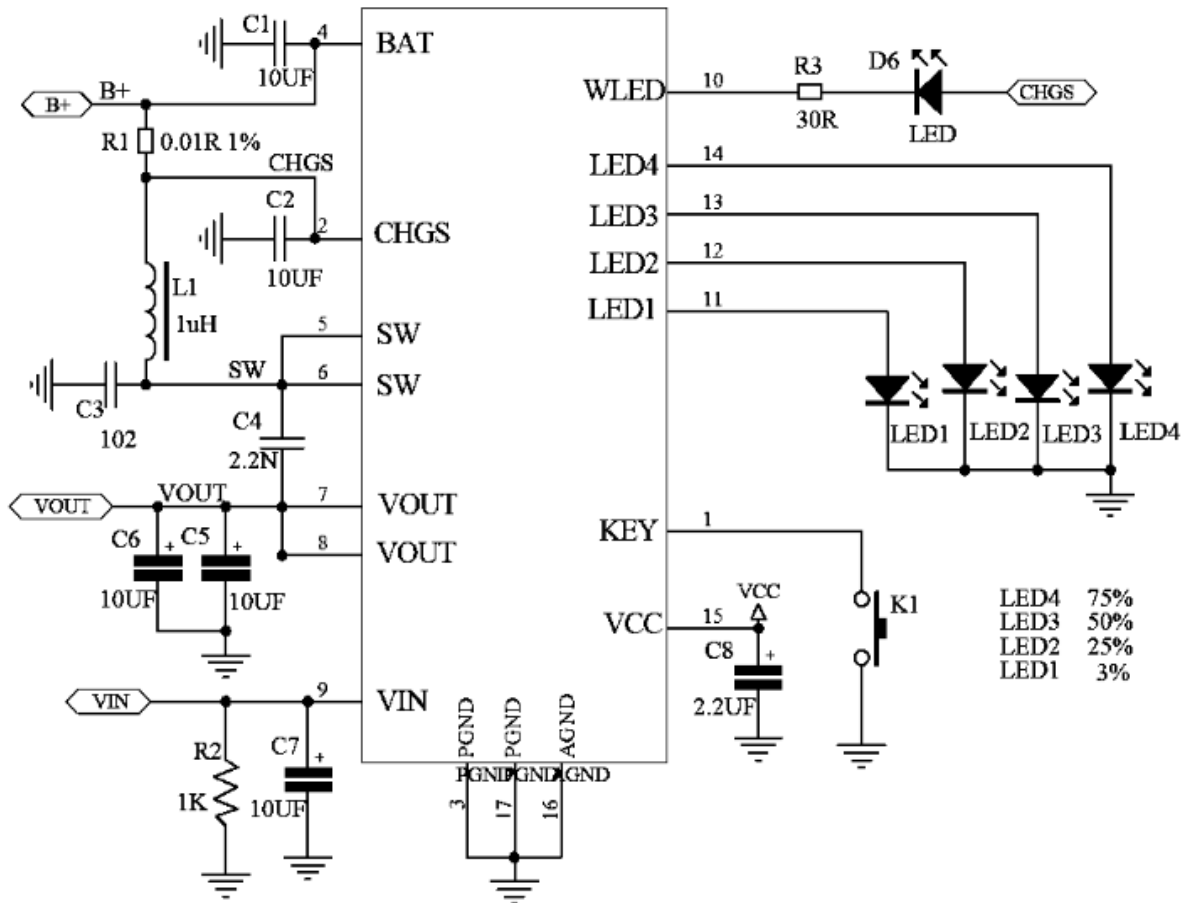 C1
4
BAT
10UF
B+
B+
R1
0.01R 1%
CHGS
C2
2
CHGS
10UF
L1
1uH
5
SW
SW
6
SW
C3
102
C4
2.2N
VOUT
VOUT
7
VOUT
8
VOUT
C6
C5
10UF
10UF
VIN
9
VIN
R2
1K
C7
10UF
PGND
PGND
AGND
PGND
PGND
AGND
3
17
16
WLED
10
R3
30R
D6
LED
CHGS
LED4
14
LED3
13
LED2
12
LED1
11
LED1
LED2
LED3
LED4
KEY
1
K1
VCC
15
VCC
C8
2.2UF
LED4 75%
LED3 50%
LED2 25%
LED1 3%